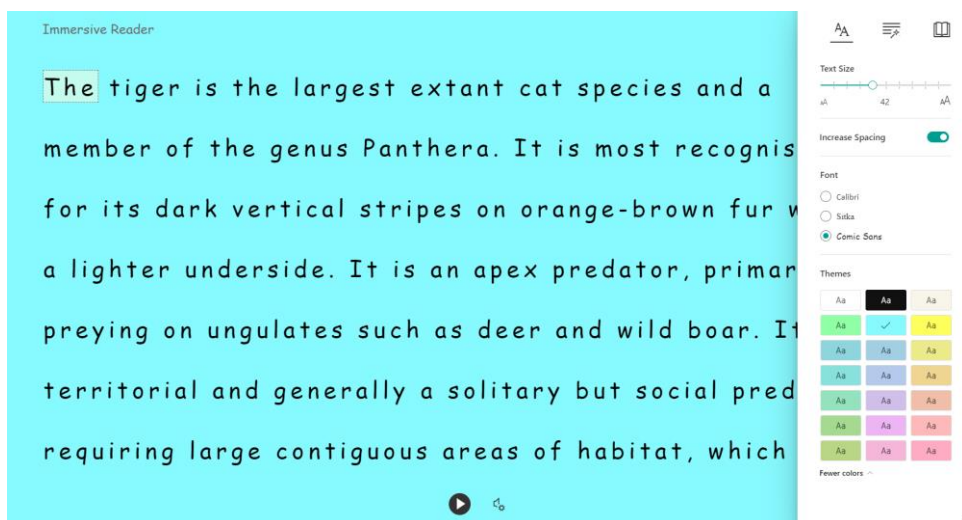 Immersive Reader
The tiger is the largest extant cat species and a
member of the genus Panthera. It is most recognis
for its dark vertical stripes on orange-brown fur w
a lighter underside. It is an apex predator, primar
preying on ungulates such as deer and wild boar. It
territorial and generally a solitary but social pred
requiring large contiguous areas of habitat, which
AA
Text Size
AA 42 AA
Increase Spacing
Font
Calibri
Sitka
Comic Sans
Themes
Aa Aa Aa
Aa Aa
Aa Aa Aa
Aa Aa Aa
Aa Aa Aa
Aa Aa Aa
Aa Aa Aa
Fewer colors